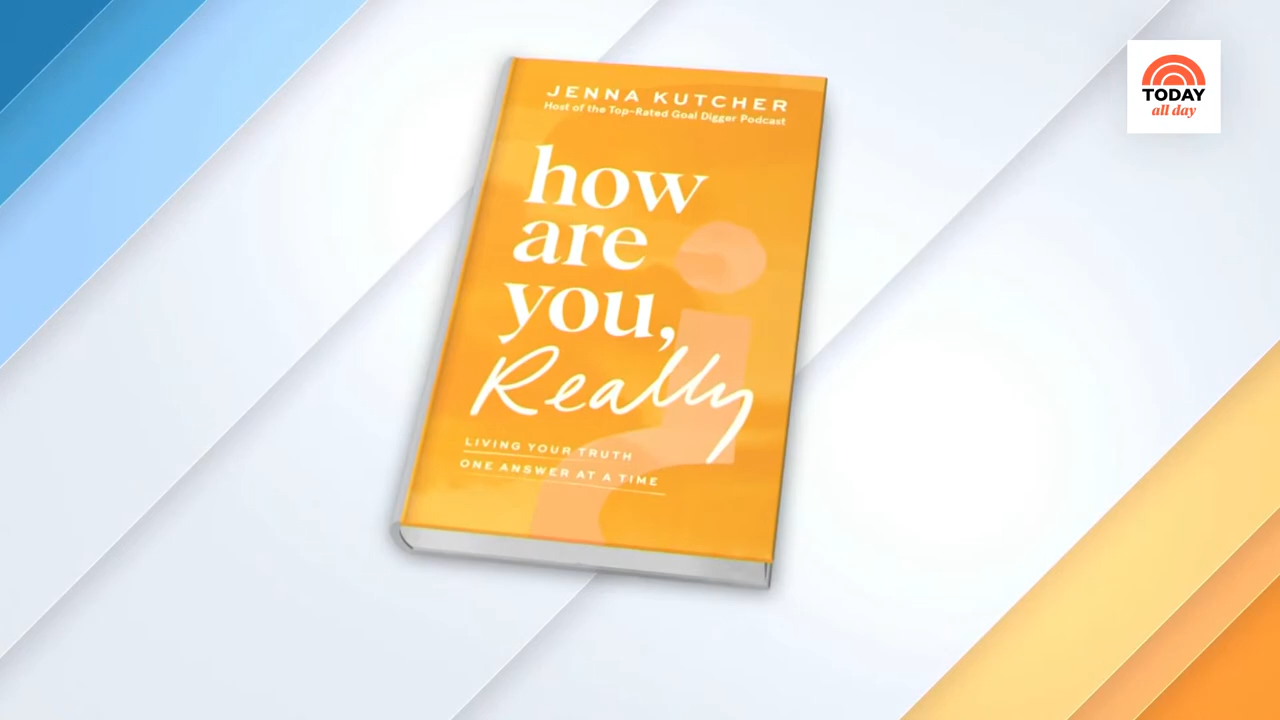 JENNA KUTCHER
Host of the Top-Rated Goal Digger Podcast
how
are
you,
Really
LIVING YOUR TRUTH
ONE ANSWER AT A TIME
TODAY
all day